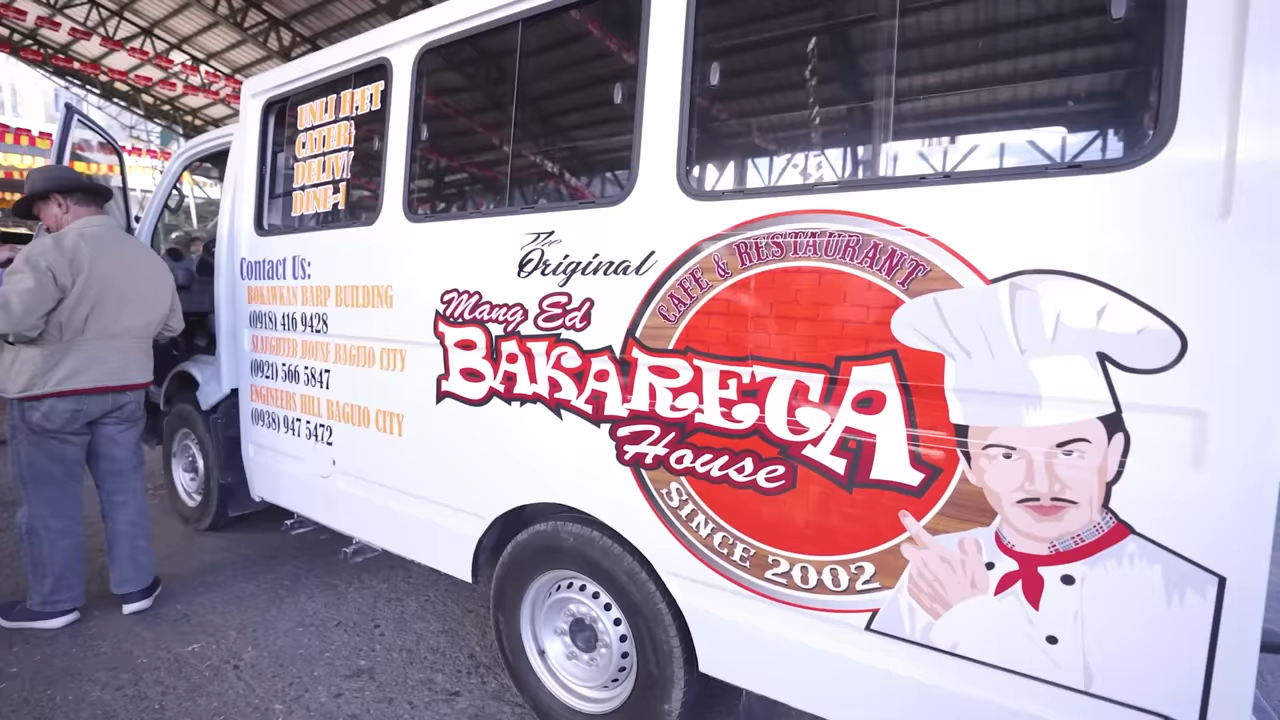 UNLI
CATER
DELIV
DINE-
Contact Us:
BOKAWKAN BARP BUILDING
(0918) 416 9428
SLAUGHTER HOUSE BAGUIO CITY
(0921) 566 5847
ENGINEERS HILL BAGUIO CITY
(0938) 947 5472
The
Original
CAFE & RESTAURANT
Mang Ed
BAKARETA
House
SINCE 2002